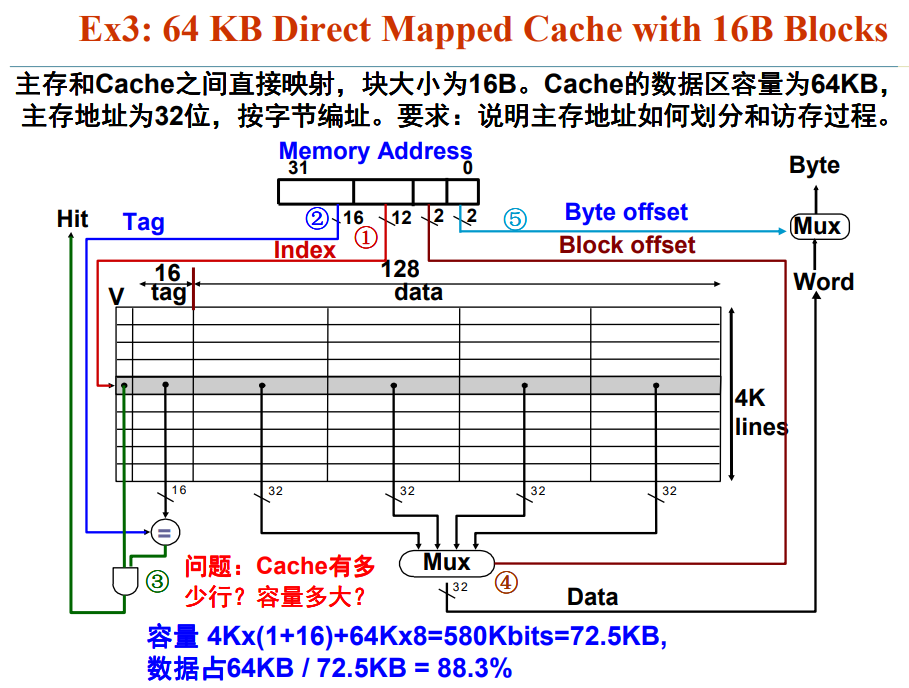 Ex3: 64 KB Direct Mapped Cache with 16B Blocks
主存和Cache之间直接映射，块大小为16B。Cache的数据区容量为64KB，
主存地址为32位，按字节编址。要求：说明主存地址如何划分和访存过程。
Memory Address
31 0
Byte
Hit
Tag
② 16
① 12
2
2
⑤
Byte offset
Mux
Index
Block offset
16
128
Word
V
tag
data
4K
lines
16
32
32
32
32
=
③
问题：Cache有多
少行？容量多大？
Mux
④
32
Data
容量 4Kx(1+16)+64Kx8=580Kbits=72.5KB,
数据占64KB / 72.5KB = 88.3%